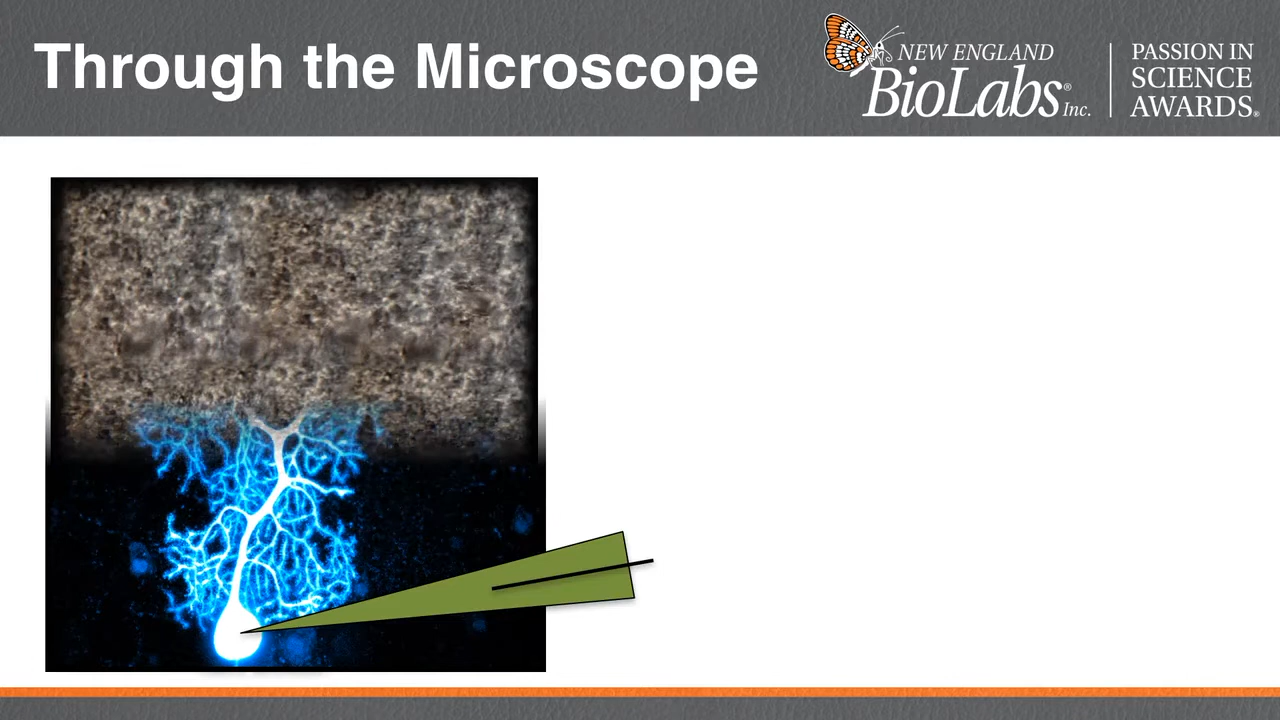 Through the Microscope
NEW ENGLAND
BioLabs® Inc.
PASSION IN
SCIENCE
AWARDS®